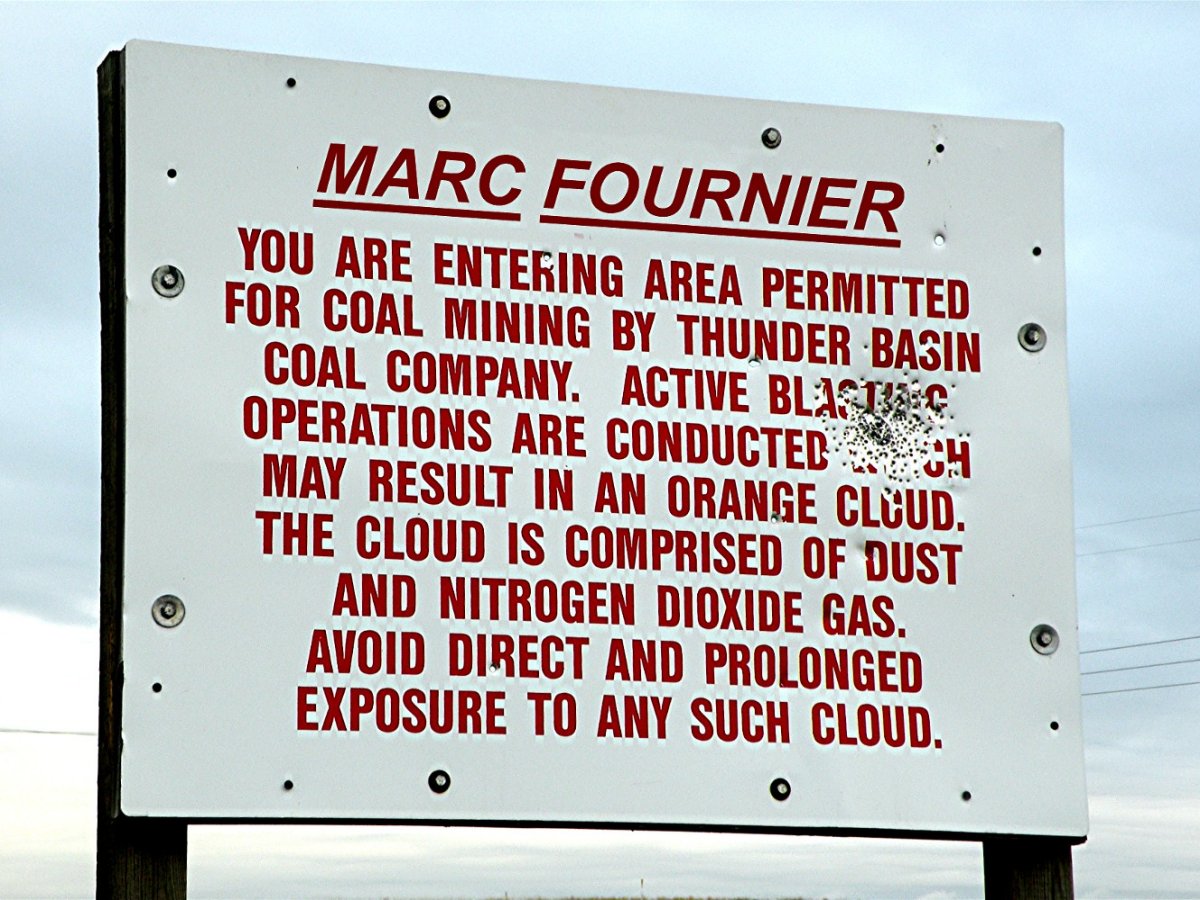 MARC FOURNIER
YOU ARE ENTERING AREA PERMITTED
FOR COAL MINING BY THUNDER BASIN
COAL COMPANY. ACTIVE BLASTING
OPERATIONS ARE CONDUCTED
MAY RESULT IN AN ORANGE CLOUD.
THE CLOUD IS COMPRISED OF DUST
AND NITROGEN DIOXIDE GAS.
AVOID DIRECT AND PROLONGED
EXPOSURE TO ANY SUCH CLOUD.